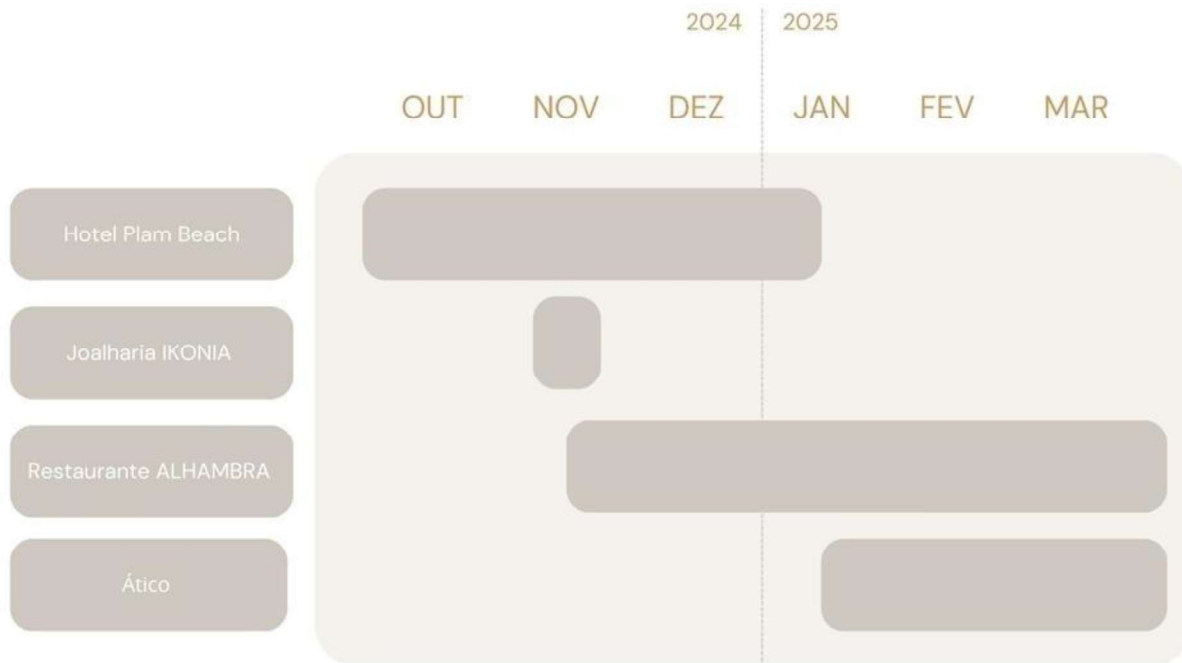 2024 2025
OUT NOV DEZ JAN FEV MAR
Hotel Plam Beach
Joalharia IKONIA
Restaurante ALHAMBRA
Ático